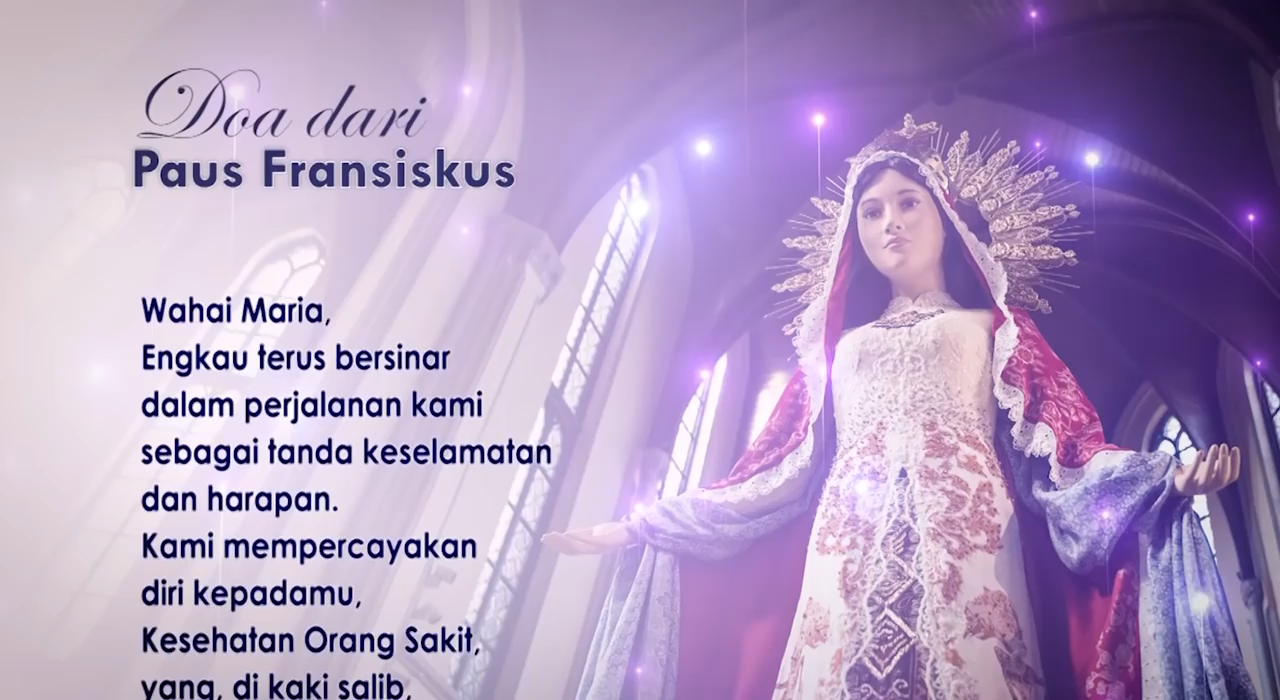 Doa dari
Paus Fransiskus
Wahai Maria,
Engkau terus bersinar
dalam perjalanan kami
sebagai tanda keselamatan
dan harapan.
Kami mempercayakan
diri kepadamu,
Kesehatan Orang Sakit,
yang, di kaki salib,